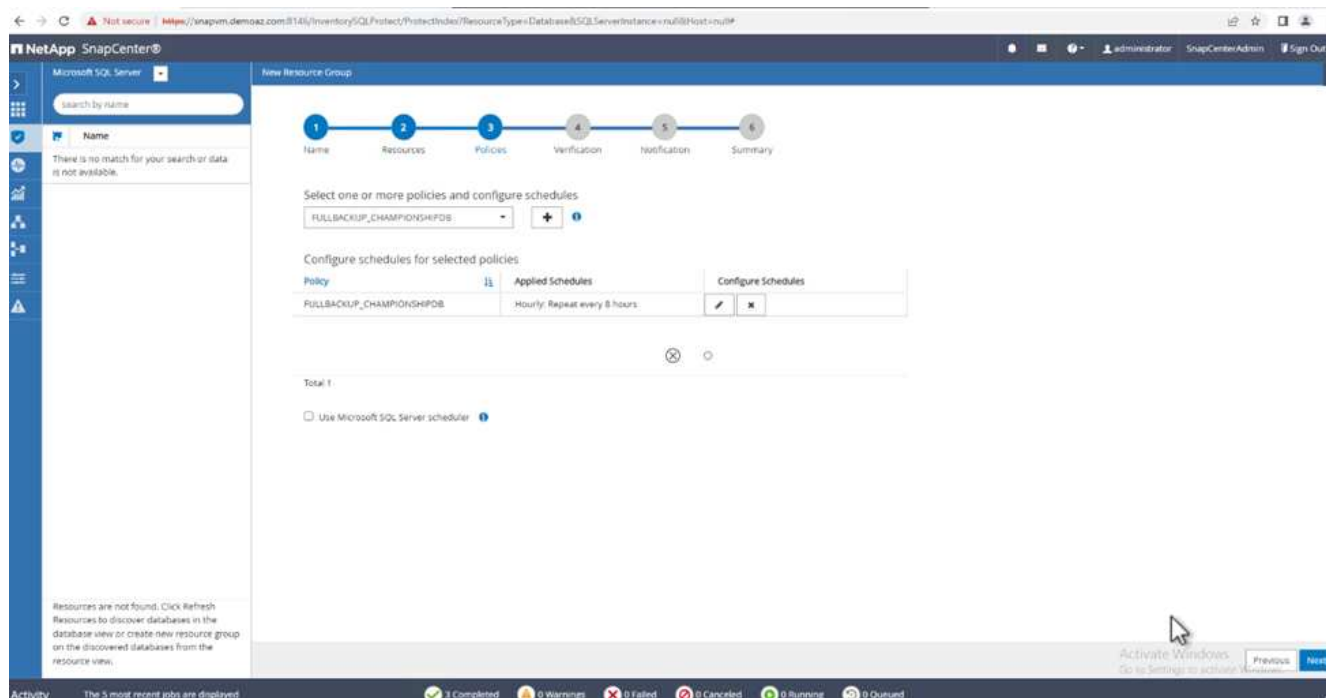 Not secure | https://snapvm.demoaz.com:8146/InventorySQLProtect/ProtectIndex?ResourceType=Database&SQLServerInstance=null&Host=null#
NetApp SnapCenter®
administrator SnapCenterAdmin Sign Out
Microsoft SQL Server
New Resource Group
search by name
Name
There is no match for your search or data
is not available.
1 2 3 4 5 6
Name Resources Policies Verification Notification Summary
Select one or more policies and configure schedules
FULLBACKUP_CHAMPIONSHIPDB
Configure schedules for selected policies
Policy Applied Schedules Configure Schedules
FULLBACKUP_CHAMPIONSHIPDB Hourly: Repeat every 8 hours
Total 1
Use Microsoft SQL Server scheduler
Resources are not found. Click Refresh
Resources to discover databases in the
database view or create new resource group
on the discovered databases from the
resource view.
Activate Windows
Go to Settings to activate Windows.
Previous Next
Activity The 5 most recent jobs are displayed 3 Completed 0 Warnings 0 Failed 0 Canceled 0 Running 0 Queued